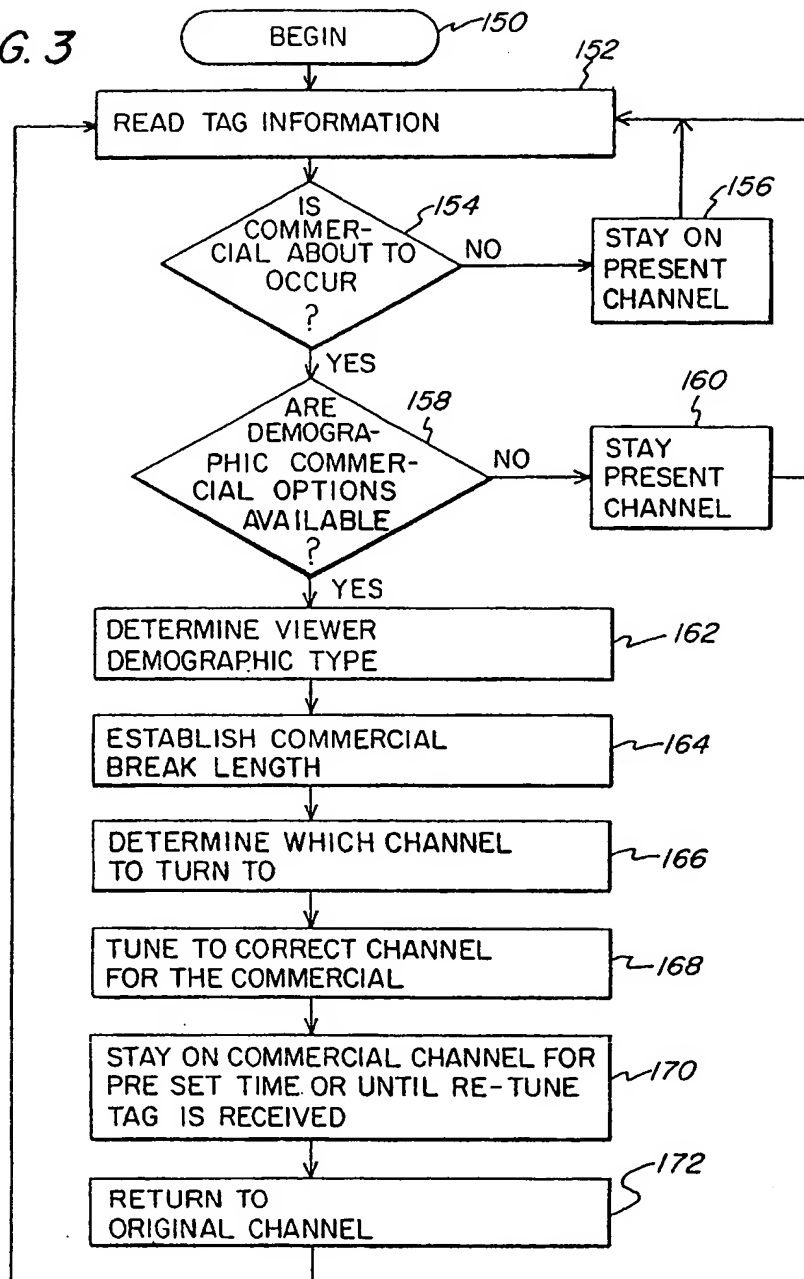 G. 3
BEGIN
150
152
READ TAG INFORMATION
IS
COMMER-
CIAL ABOUT TO
OCCUR
?
154
NO
156
STAY ON
PRESENT
CHANNEL
YES
ARE
DEMOGRA-
PHIC COMMER-
CIAL OPTIONS
AVAILABLE
?
158
NO
160
STAY
PRESENT
CHANNEL
YES
DETERMINE VIEWER
DEMOGRAPHIC TYPE
162
ESTABLISH COMMERCIAL
BREAK LENGTH
164
DETERMINE WHICH CHANNEL
TO TURN TO
166
TUNE TO CORRECT CHANNEL
FOR THE COMMERCIAL
168
STAY ON COMMERCIAL CHANNEL FOR
PRE SET TIME OR UNTIL RE-TUNE
TAG IS RECEIVED
170
RETURN TO
ORIGINAL CHANNEL
172